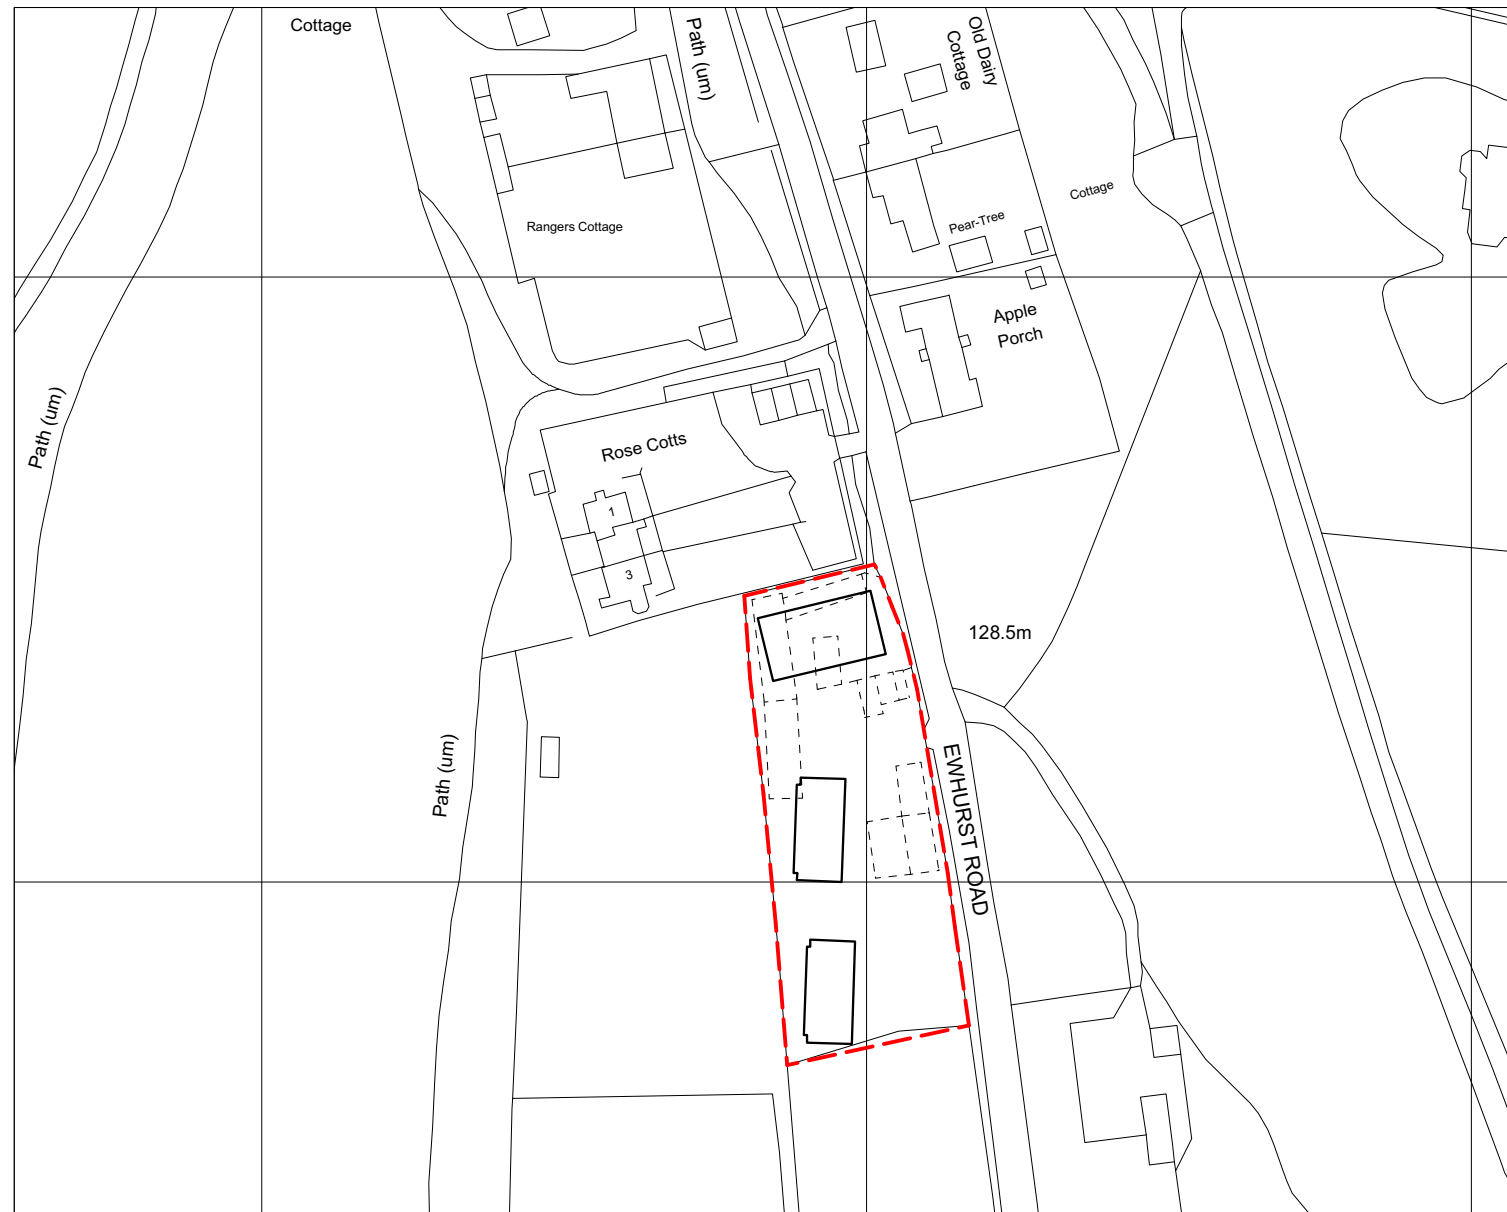 Cottage
Path (um)
Old Dairy
Cottage
Cottage
Pear-Tree
Rangers Cottage
Apple
Porch
Path (um)
Rose Cotts
1
3
128.5m
Path (um)
EWHURST ROAD